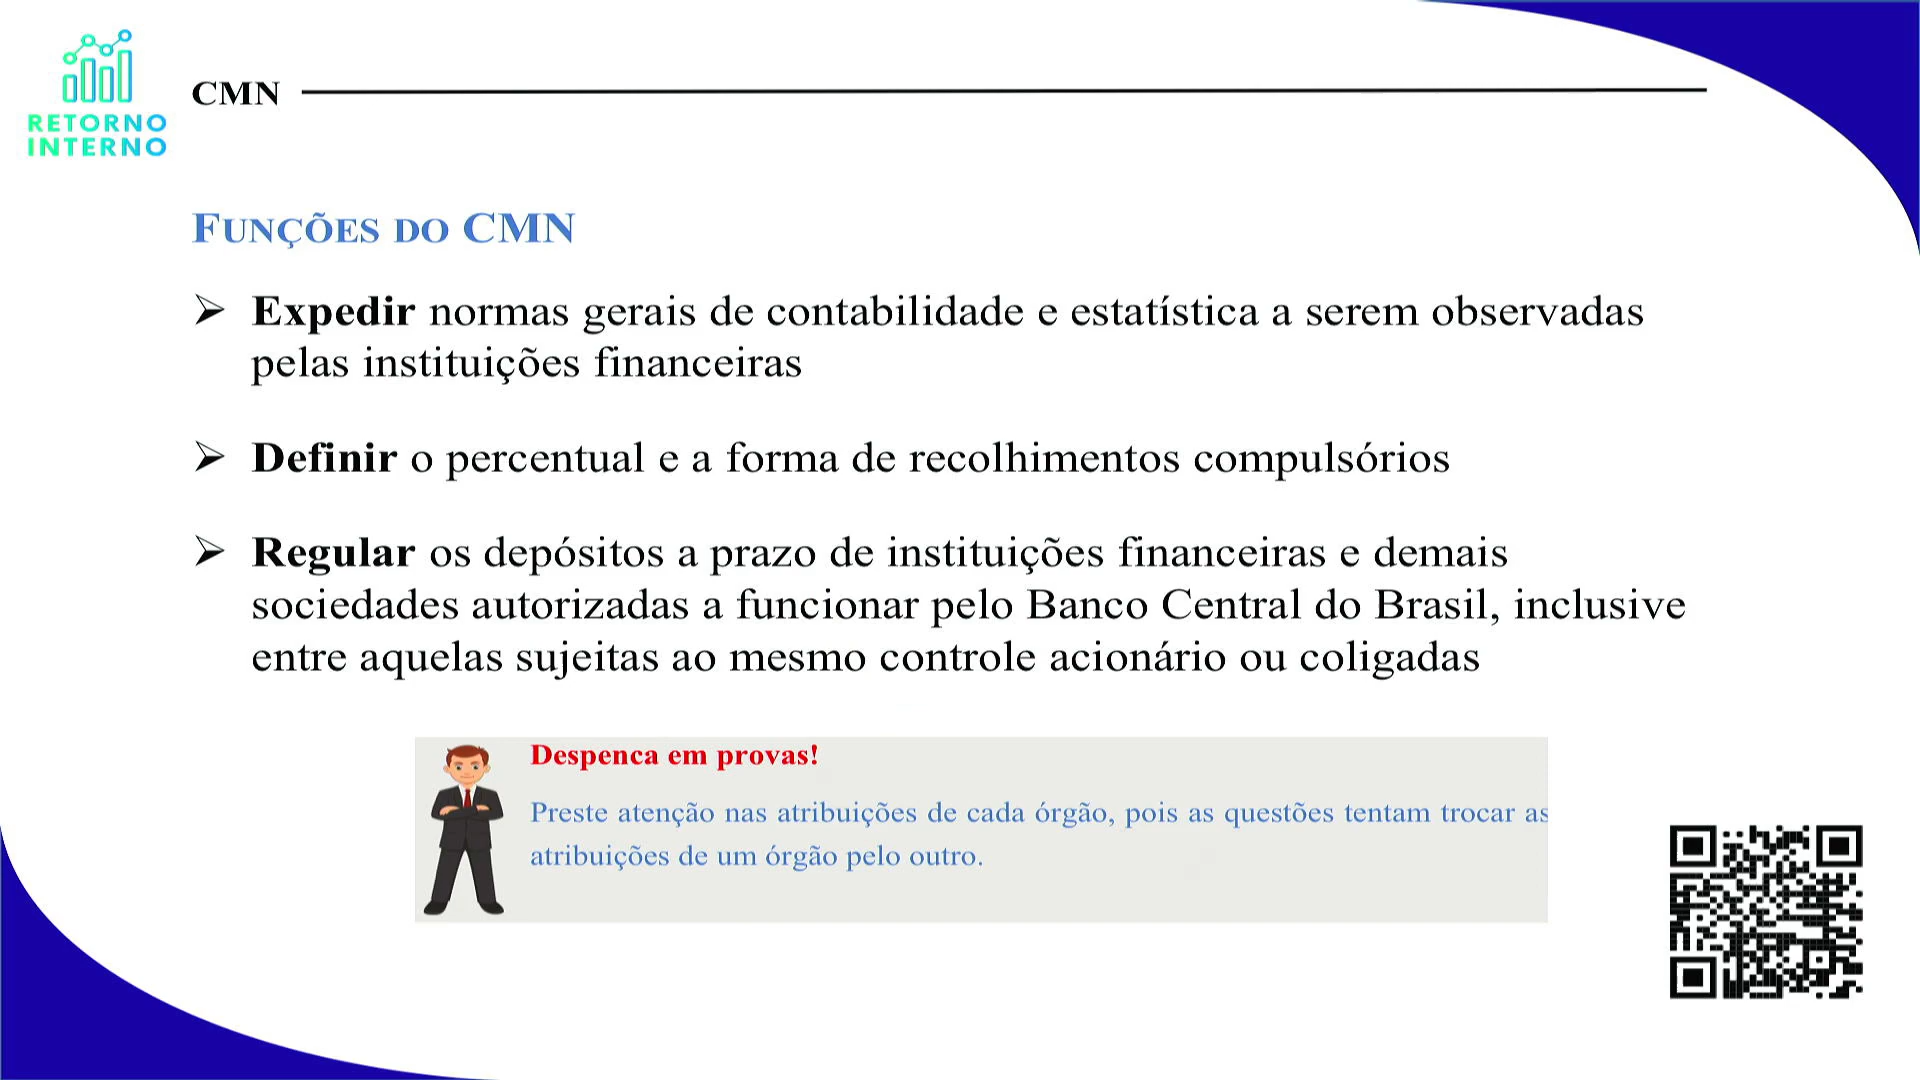 RETORNO
INTERNO
CMN
FUNÇÕES DO CMN
➢ Expedir normas gerais de contabilidade e estatística a serem observadas
pelas instituições financeiras
➢ Definir o percentual e a forma de recolhimentos compulsórios
➢ Regular os depósitos a prazo de instituições financeiras e demais
sociedades autorizadas a funcionar pelo Banco Central do Brasil, inclusive
entre aquelas sujeitas ao mesmo controle acionário ou coligadas
Despenca em provas!
Preste atenção nas atribuições de cada órgão, pois as questões tentam trocar as
atribuições de um órgão pelo outro.